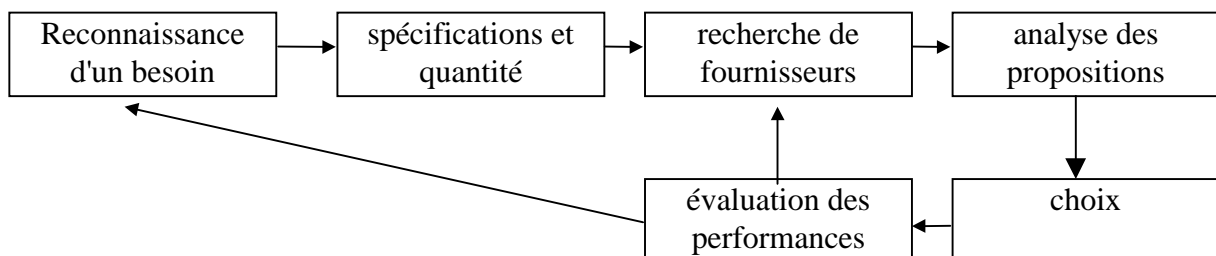 Reconnaissance
d'un besoin
spécifications et
quantité
recherche de
fournisseurs
analyse des
propositions
évaluation des
performances
choix